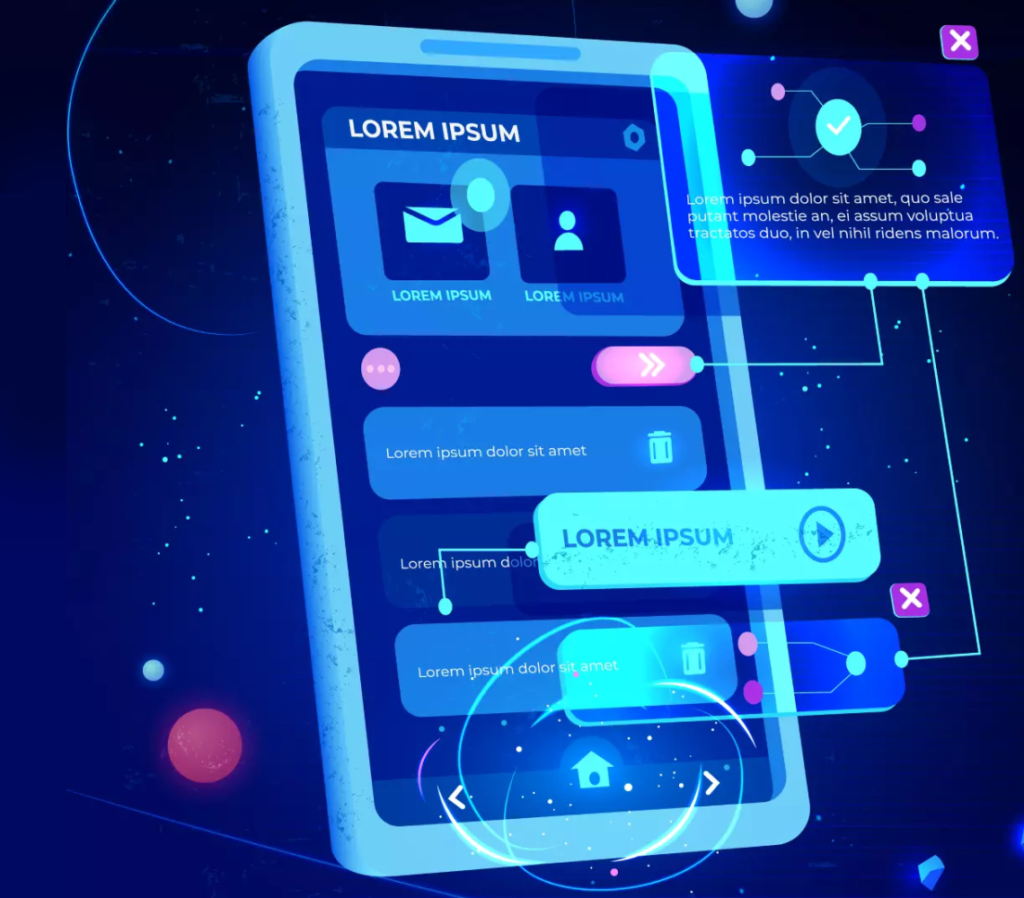 LOREM IPSUM
Lorem ipsum dolor sit amet, quo sale
putant molestie an, ei assum voluptua
tractatos duo, in vel nihil ridens malorum.
LOREM IPSUM
LOREM IPSUM
Lorem ipsum dolor sit amet
LOREM IPSUM
Lorem ipsum dolor
Lorem ipsum dolor sit amet